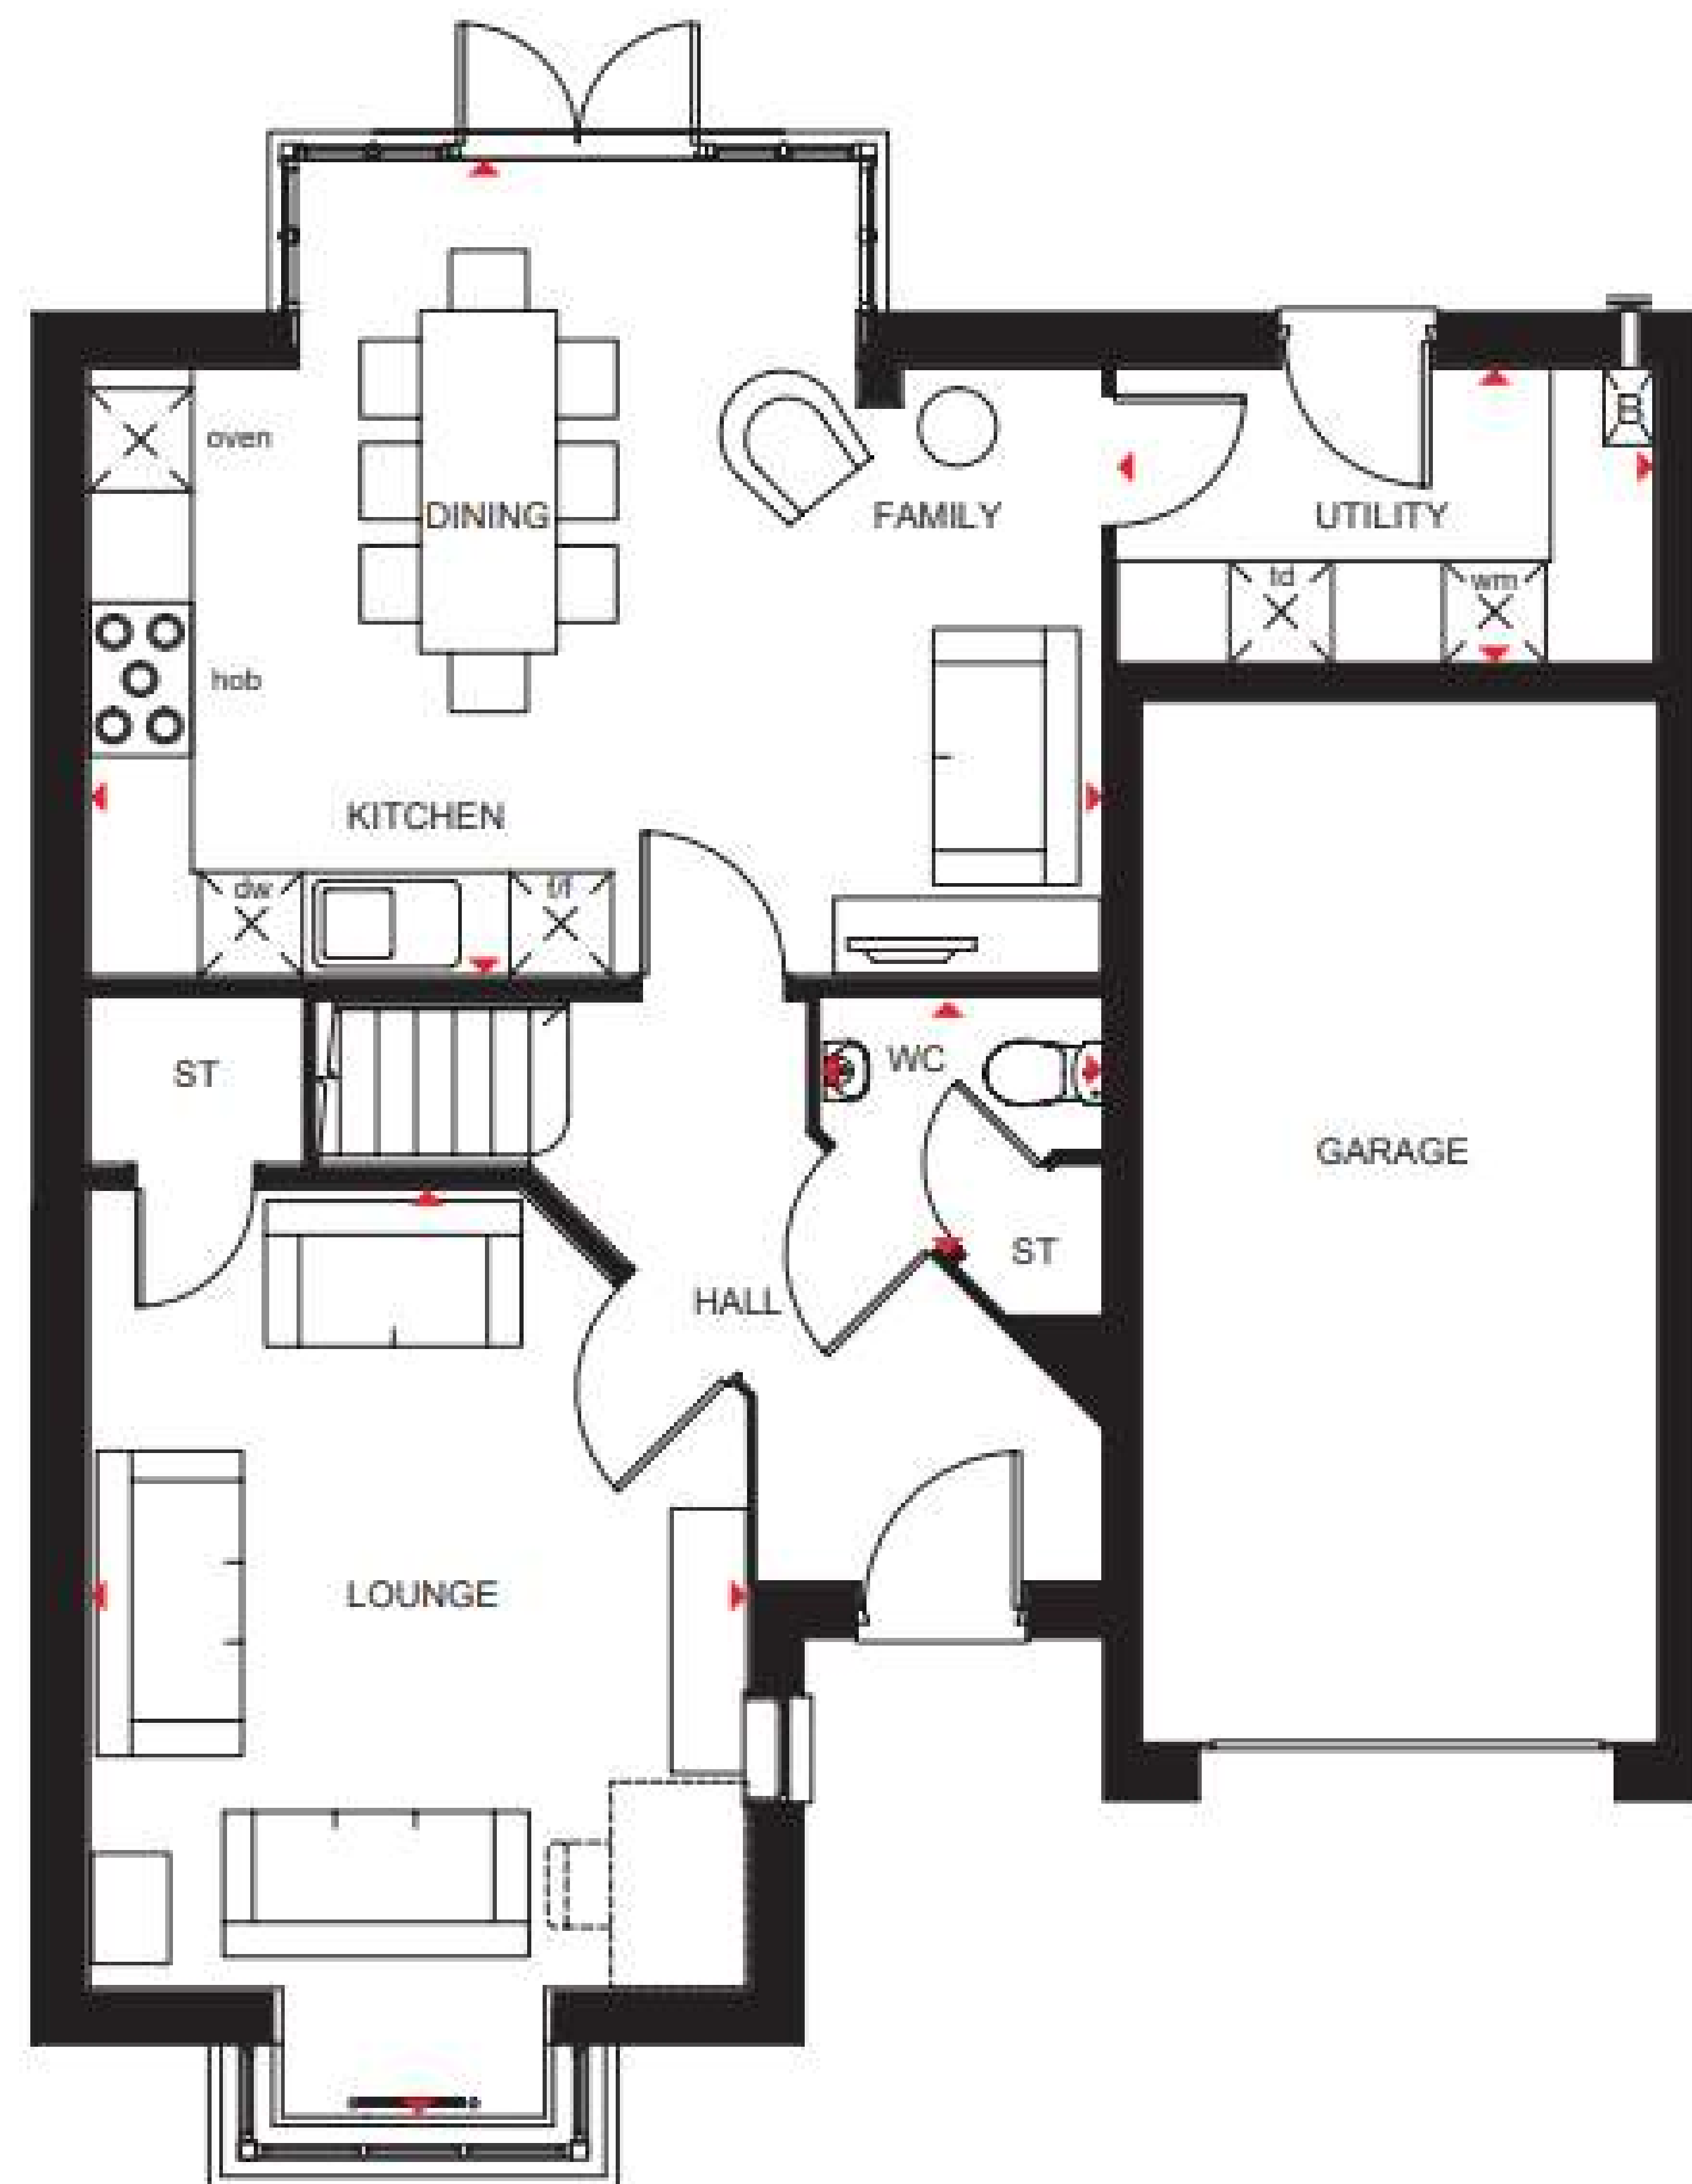 oven
DINING
FAMILY
UTILITY
B
td
wm
hob
KITCHEN
dw
f/f
ST
WC
GARAGE
ST
HALL
LOUNGE